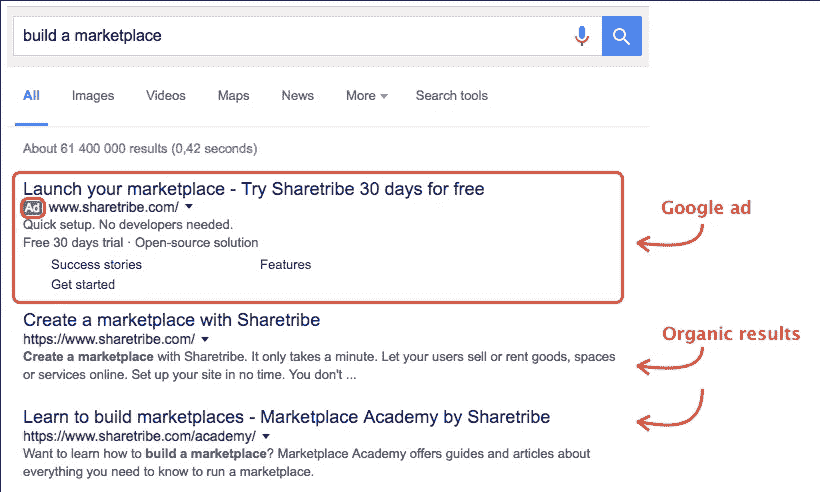 build a marketplace
All Images Videos Maps News More Search tools
About 61 400 000 results (0,42 seconds)
Launch your marketplace - Try Sharetribe 30 days for free
Ad www.sharetribe.com/
Google ad
Quick setup. No developers needed.
Free 30 days trial · Open-source solution
Success stories Features
Get started
Create a marketplace with Sharetribe
https://www.sharetribe.com/
Organic results
Create a marketplace with Sharetribe. It only takes a minute. Let your users sell or rent goods, spaces
or services online. Set up your site in no time. You don't ...
Learn to build marketplaces - Marketplace Academy by Sharetribe
https://www.sharetribe.com/academy/
Want to learn how to build a marketplace? Marketplace Academy offers guides and articles about
everything you need to know to run a marketplace.